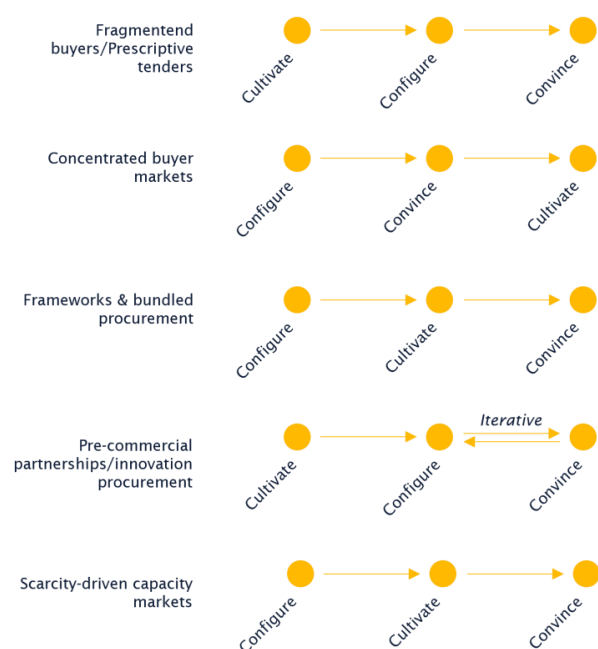 Fragmentend
buyers/Prescriptive
tenders
Cultivate
Configure
Convince
Concentrated buyer
markets
Configure
Convince
Cultivate
Frameworks & bundled
procurement
Configure
Cultivate
Convince
Pre-commercial
partnerships/innovation
procurement
Cultivate
Configure
Iterative
Convince
Scarcity-driven capacity
markets
Configure
Cultivate
Convince